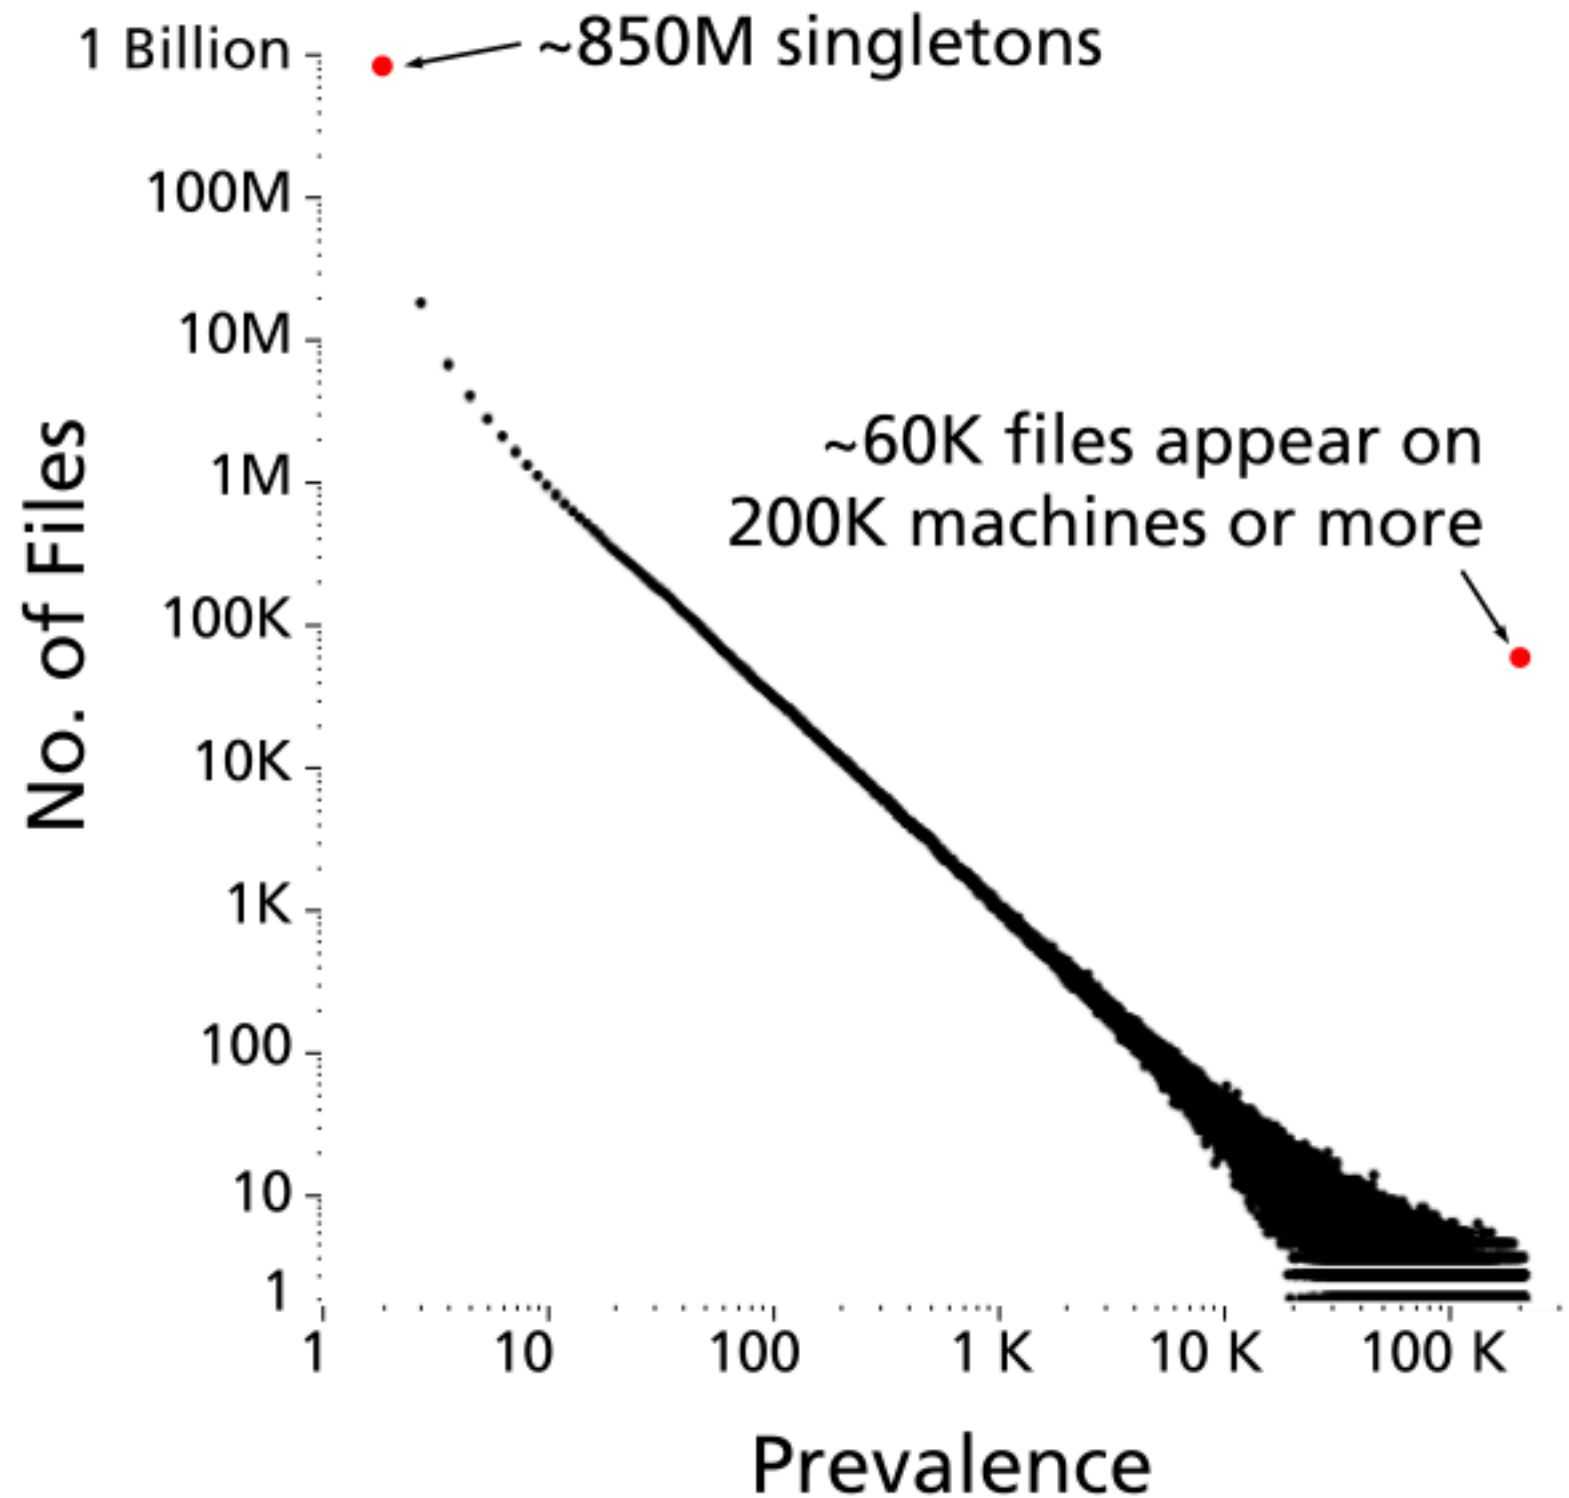 1 Billion
~850M singletons
100M
10M
1M
100K
10K
1K
100
10
1
No. of Files
~60K files appear on
200K machines or more
1
10
100
1 K
10 K
100 K
Prevalence